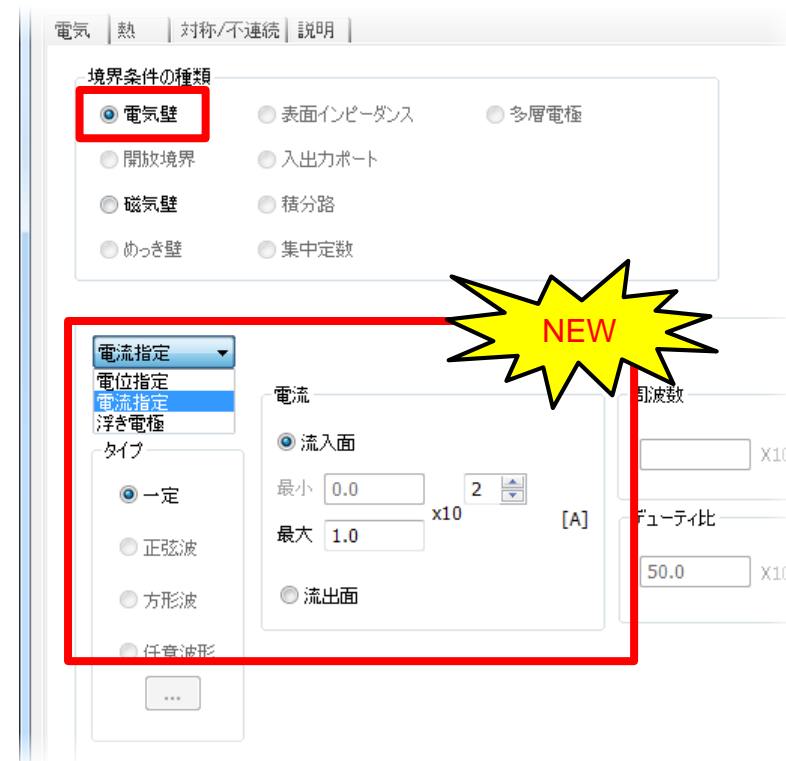 電気 熱 対称/不連続 説明
境界条件の種類
電気壁 表面インピーダンス 多層電極
開放境界 入出力ポート
磁気壁 積分路
めっき壁 集中定数
NEW
電流指定
電位指定
電流指定
浮き電極
タイプ
一定
正弦波
方形波
任意波形
...
電流
流入面
最小 0.0
x10 2 [A]
最大 1.0
流出面
周波数
X10
デューティ比
50.0 X10